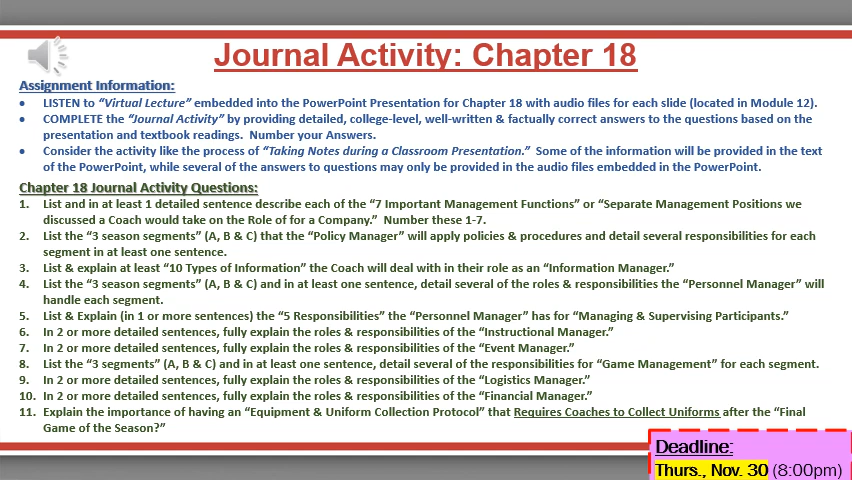 Journal Activity: Chapter 18
Assignment Information:
• LISTEN to “Virtual Lecture” embedded into the PowerPoint Presentation for Chapter 18 with audio files for each slide (located in Module 12).
• COMPLETE the “Journal Activity” by providing detailed, college-level, well-written & factually correct answers to the questions based on the
presentation and textbook readings. Number your Answers.
• Consider the activity like the process of “Taking Notes during a Classroom Presentation.” Some of the information will be provided in the text
of the PowerPoint, while several of the answers to questions may only be provided in the audio files embedded in the PowerPoint.
Chapter 18 Journal Activity Questions:
1. List and in at least 1 detailed sentence describe each of the “7 Important Management Functions” or “Separate Management Positions we
discussed a Coach would take on the Role of for a Company.” Number these 1-7.
2. List the “3 season segments” (A, B & C) that the “Policy Manager” will apply policies & procedures and detail several responsibilities for each
segment in at least one sentence.
3. List & explain at least “10 Types of Information” the Coach will deal with in their role as an “Information Manager.”
4. List the “3 season segments” (A, B & C) and in at least one sentence, detail several of the roles & responsibilities the “Personnel Manager” will
handle each segment.
5. List & Explain (in 1 or more sentences) the “5 Responsibilities” the “Personnel Manager” has for “Managing & Supervising Participants.”
6. In 2 or more detailed sentences, fully explain the roles & responsibilities of the “Instructional Manager.”
7. In 2 or more detailed sentences, fully explain the roles & responsibilities of the “Event Manager.”
8. List the “3 segments” (A, B & C) and in at least one sentence, detail several of the responsibilities for “Game Management” for each segment.
9. In 2 or more detailed sentences, fully explain the roles & responsibilities of the “Logistics Manager.”
10. In 2 or more detailed sentences, fully explain the roles & responsibilities of the “Financial Manager.”
11. Explain the importance of having an “Equipment & Uniform Collection Protocol” that Requires Coaches to Collect Uniforms after the “Final
Game of the Season?”
Deadline:
Thurs., Nov. 30 (8:00pm)